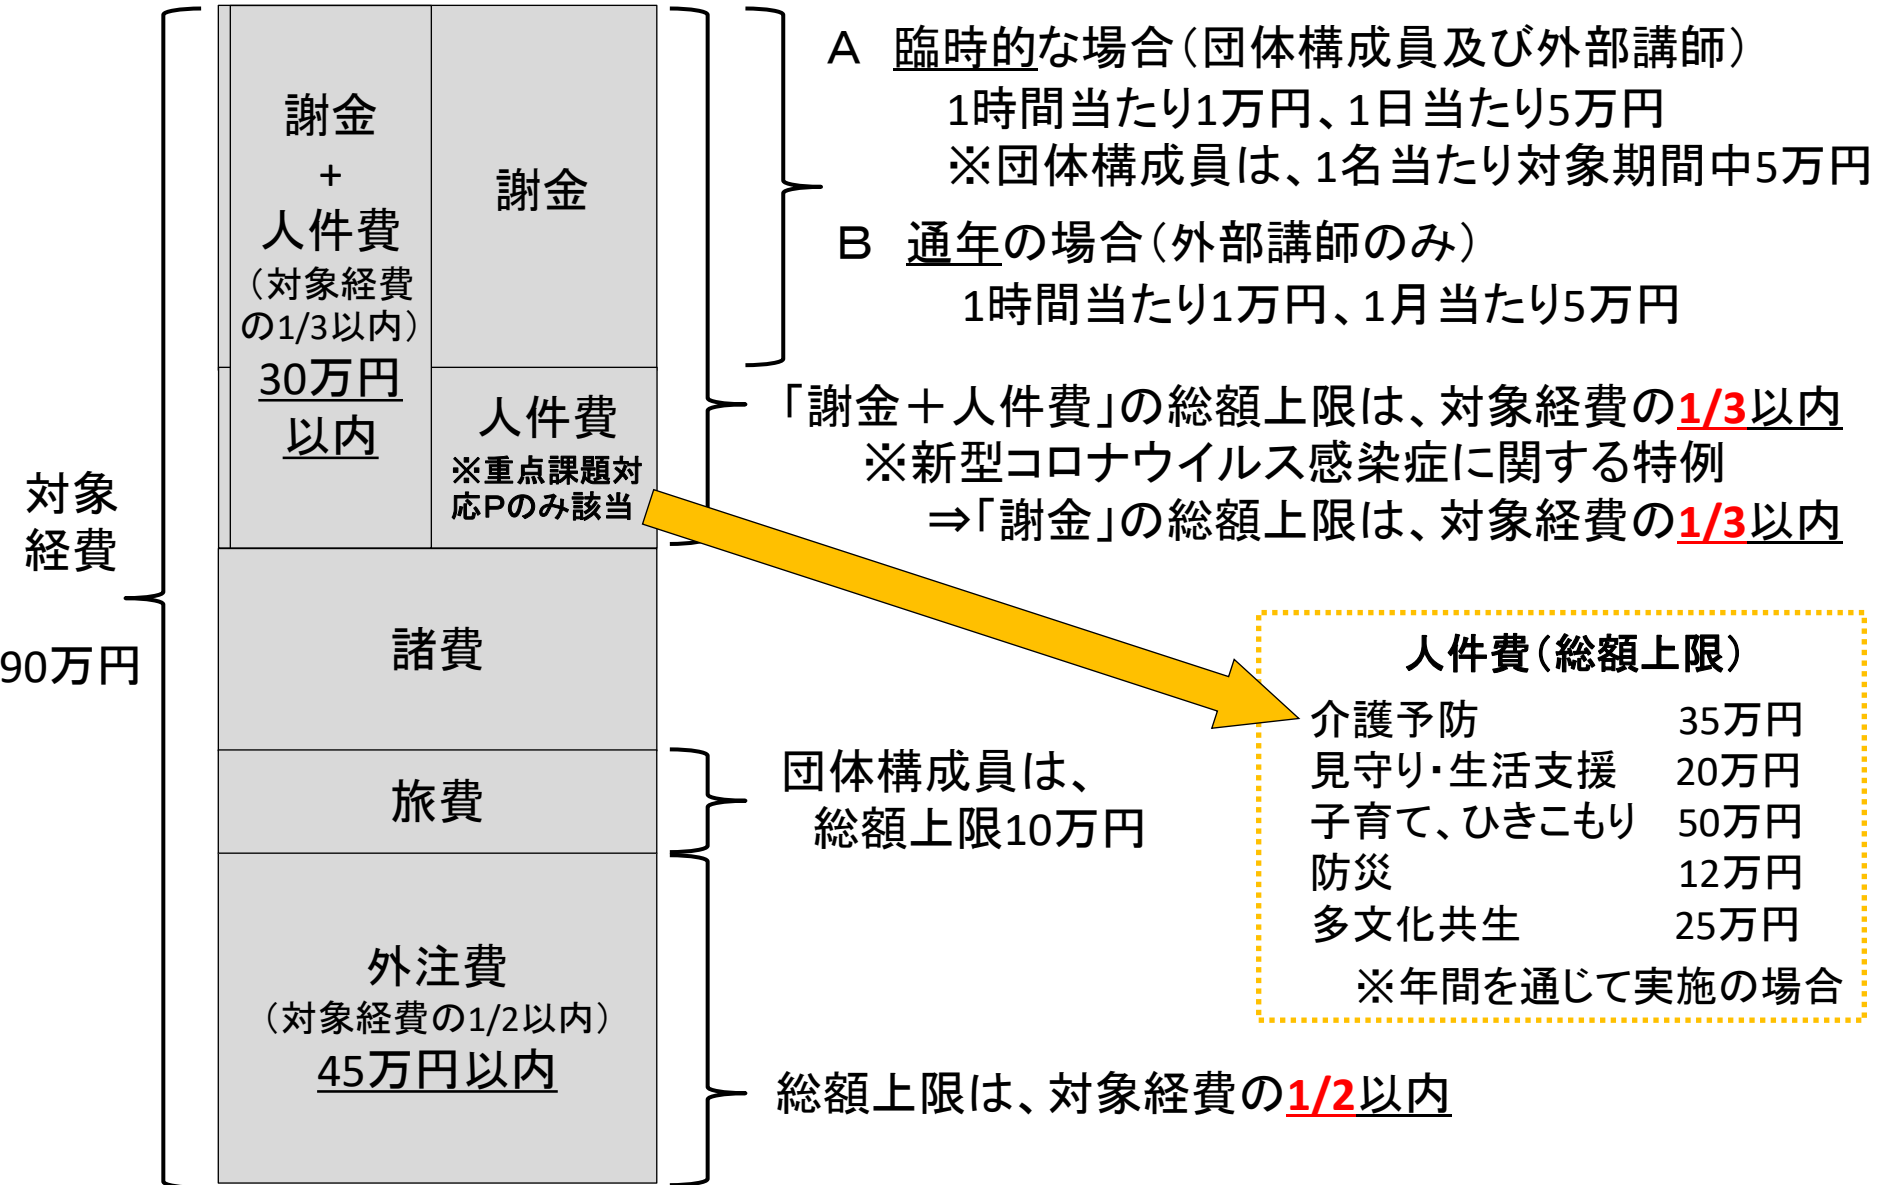 対象
経費
90万円
謝金
+
人件費
（対象経費
の1/3以内）
30万円
以内
謝金
人件費
※重点課題対
応Pのみ該当
諸費
旅費
外注費
（対象経費の1/2以内）
45万円以内
A 臨時的な場合（団体構成員及び外部講師）
1時間当たり1万円、1日当たり5万円
※団体構成員は、1名当たり対象期間中5万円
B 通年の場合（外部講師のみ）
1時間当たり1万円、1月当たり5万円
「謝金＋人件費」の総額上限は、対象経費の1/3以内
※新型コロナウイルス感染症に関する特例
⇒「謝金」の総額上限は、対象経費の1/3以内
団体構成員は、
総額上限10万円
総額上限は、対象経費の1/2以内
人件費（総額上限）
介護予防 35万円
見守り・生活支援 20万円
子育て、ひきこもり 50万円
防災 12万円
多文化共生 25万円
※年間を通じて実施の場合